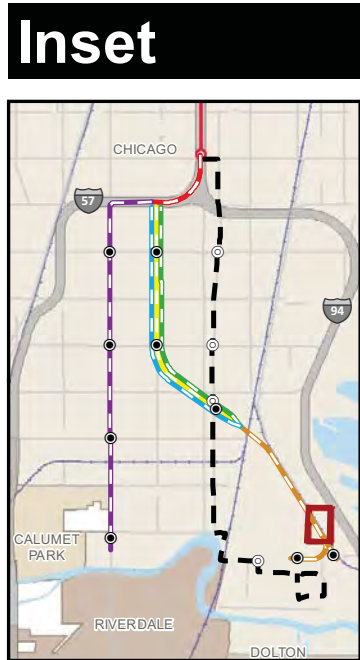 Inset
CHICAGO
57
94
CALUMET
PARK
RIVERDALE
DOLTON